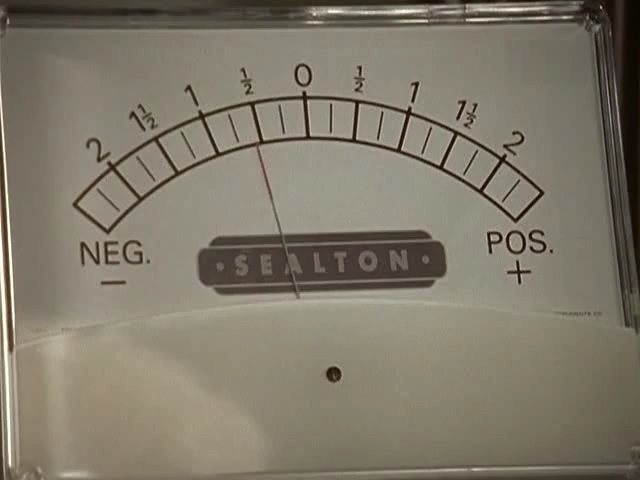 2 1½ 1 ½ 0 ½ 1 1½ 2
NEG. POS.
− +
• SEALTON •